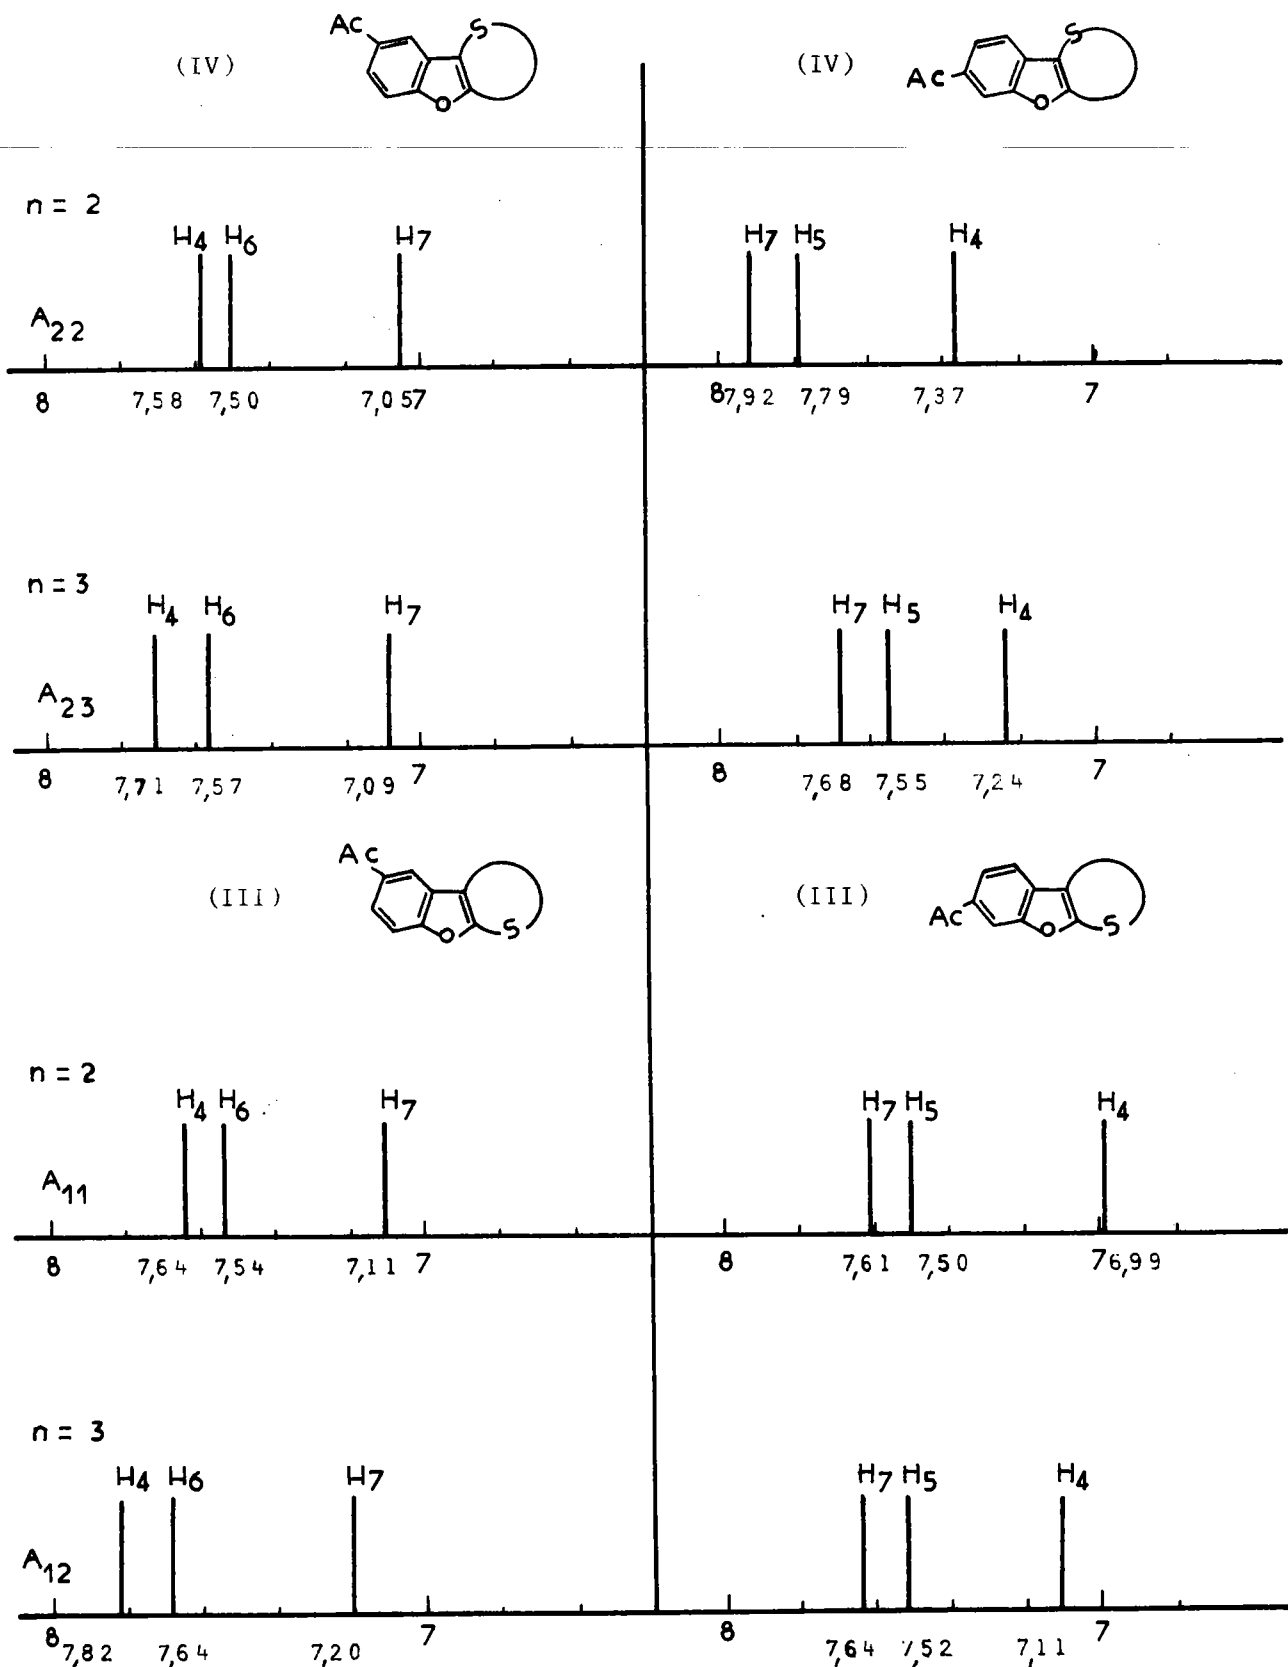 Ac S
(IV)
O
S
(IV)
Ac
O
n = 2
H4 H6 H7
A22
8 7,58 7,50 7,057 7
H7 H5 H4
8 7,92 7,79 7,37 7
n = 3
H4 H6 H7
A23
8 7,71 7,57 7,09 7
H7 H5 H4
8 7,68 7,55 7,24 7
Ac
(III)
O S
(III)
Ac
O S
n = 2
H4 H6 H7
A11
8 7,64 7,54 7,11 7
H7 H5 H4
8 7,61 7,50 7 6,99
n = 3
H4 H6 H7
A12
8 7,82 7,64 7,20 7
H7 H5 H4
8 7,64 7,52 7,11 7